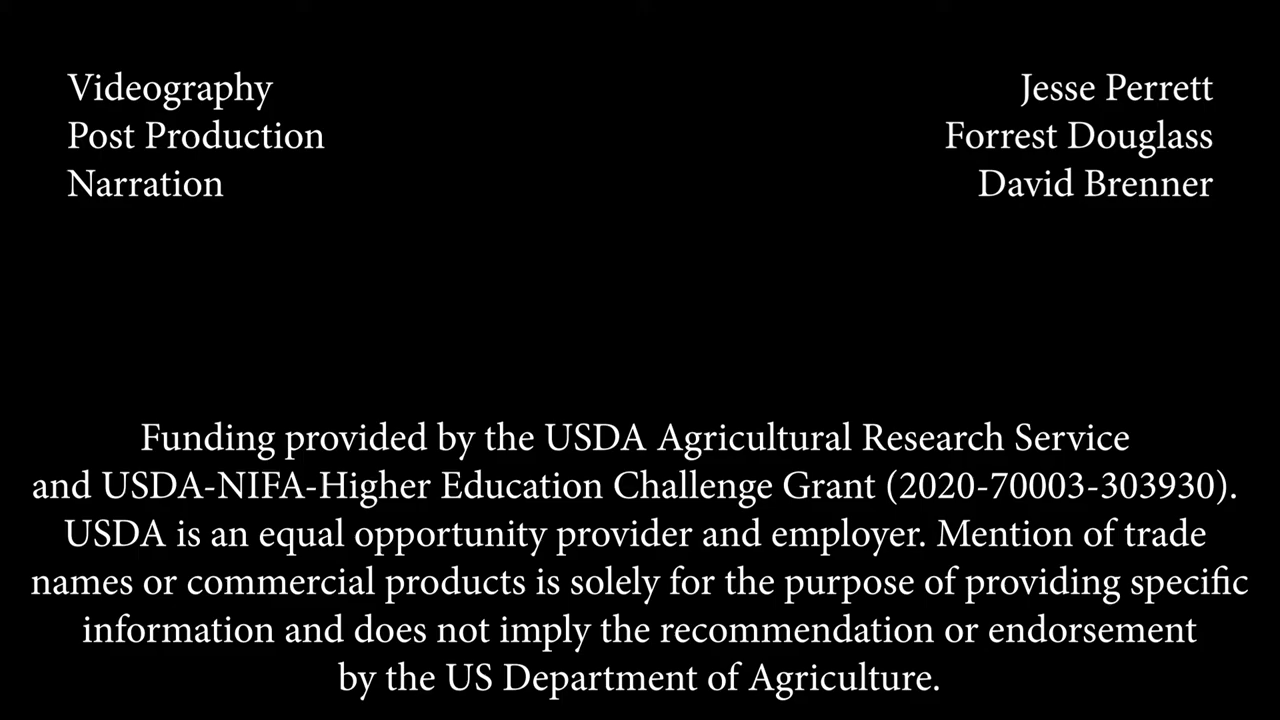 Videography Jesse Perrett
Post Production Forrest Douglass
Narration David Brenner
Funding provided by the USDA Agricultural Research Service
and USDA-NIFA-Higher Education Challenge Grant (2020-70003-303930).
USDA is an equal opportunity provider and employer. Mention of trade
names or commercial products is solely for the purpose of providing specific
information and does not imply the recommendation or endorsement
by the US Department of Agriculture.